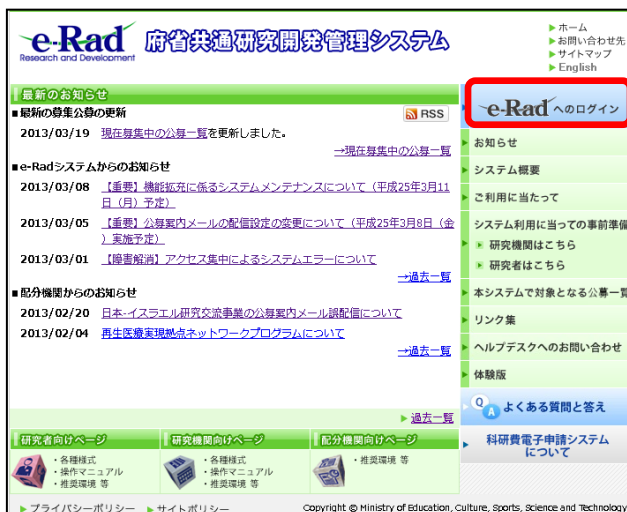 e-Rad 府省共通研究開発管理システム
Research and Development
ホーム
お問い合わせ先
サイトマップ
English
最新のお知らせ
■最新の募集公募の更新
RSS
2013/03/19 現在募集中の公募一覧を更新しました。
→現在募集中の公募一覧
■e-Radシステムからのお知らせ
2013/03/08 【重要】機能拡充に係るシステムメンテナンスについて（平成25年3月11
日（月）予定）
2013/03/05 【重要】公募案内メールの配信設定の変更について（平成25年3月8日（金
）実施予定）
2013/03/01 【障害解消】アクセス集中によるシステムエラーについて
→過去一覧
■配分機関からのお知らせ
2013/02/20 日本-イスラエル研究交流事業の公募案内メール誤配信について
2013/02/04 再生医療実現拠点ネットワークプログラムについて
→過去一覧
過去一覧
e-Rad へのログイン
お知らせ
システム概要
ご利用に当たって
システム利用に当っての事前準備
研究機関はこちら
研究者はこちら
本システムで対象となる公募一覧
リンク集
ヘルプデスクへのお問い合わせ
体験版
Q A よくある質問と答え
科研費電子申請システム
について
研究者向けページ
・各種様式
・操作マニュアル
・推奨環境 等
研究機関向けページ
・各種様式
・操作マニュアル
・推奨環境 等
配分機関向けページ
・推奨環境 等
プライバシーポリシー サイトポリシー
Copyright © Ministry of Education, Culture, Sports, Science and Technology